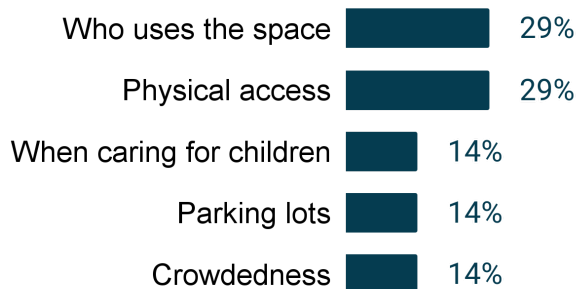 Who uses the space 29%
Physical access 29%
When caring for children 14%
Parking lots 14%
Crowdedness 14%